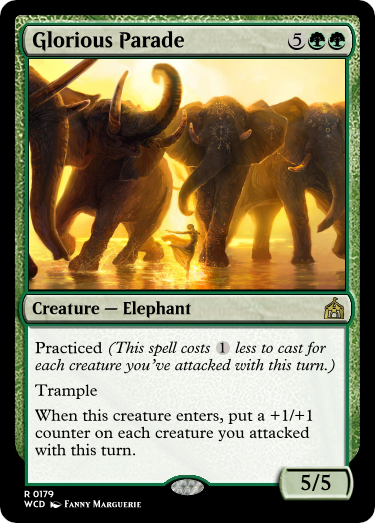 Glorious Parade 5
Creature — Elephant
Practiced (This spell costs 1 less to cast for
each creature you've attacked with this turn.)
Trample
When this creature enters, put a +1/+1
counter on each creature you attacked
with this turn.
5/5
R 0179
WCD Fanny Marguerie